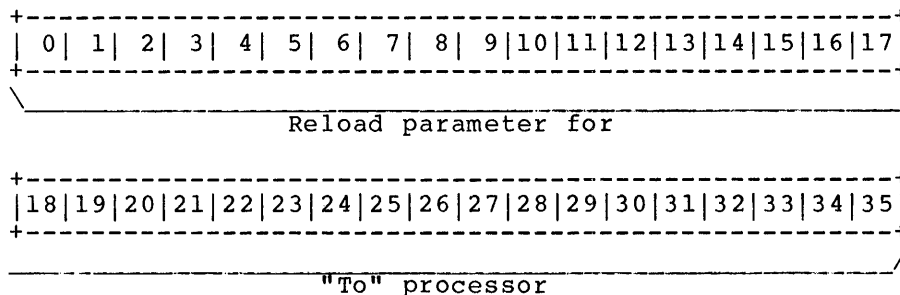 | 0| 1| 2| 3| 4| 5| 6| 7| 8| 9|10|11|12|13|14|15|16|17
Reload parameter for
|18|19|20|21|22|23|24|25|26|27|28|29|30|31|32|33|34|35
"To" processor